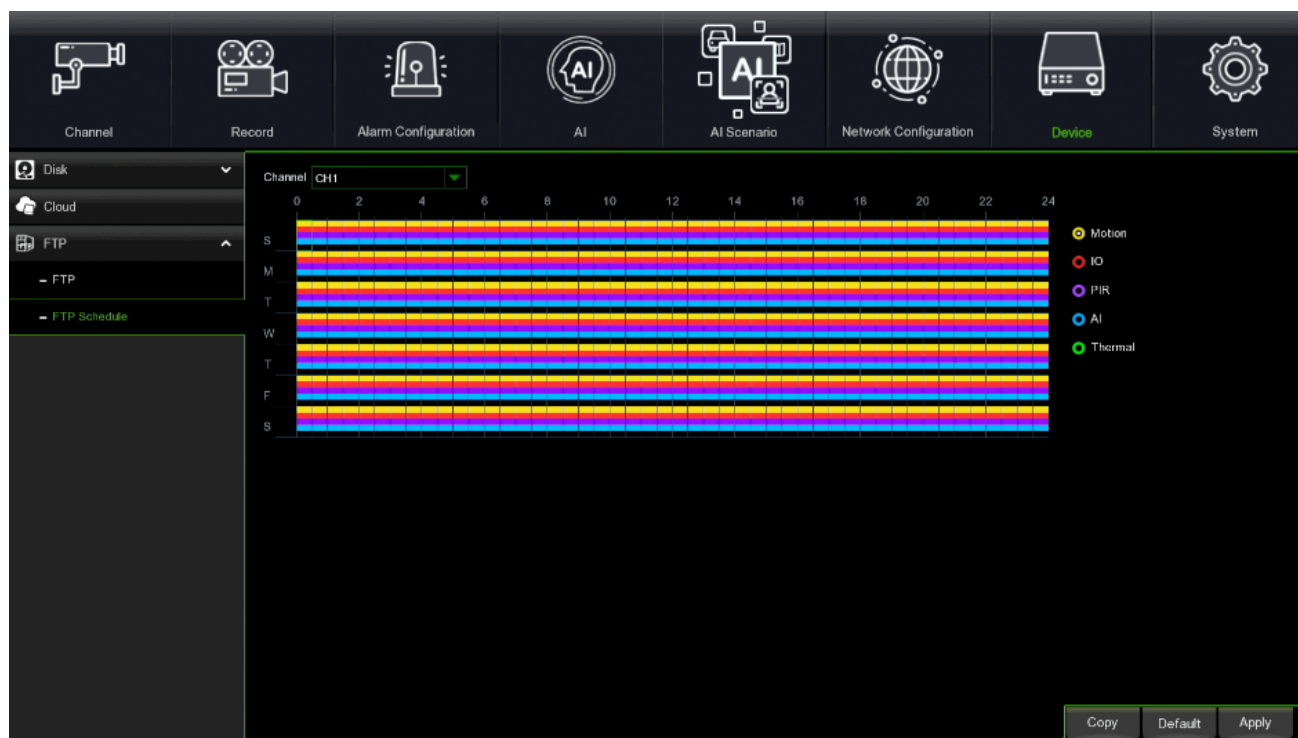 AI
AI
Channel Record Alarm Configuration AI AI Scenario Network Configuration Device System
Disk
Cloud
FTP
FTP
FTP Schedule
Channel CH1
0 2 4 6 8 10 12 14 16 18 20 22 24
S
M
T
W
T
F
S
Motion
IO
PIR
AI
Thermal
Copy Default Apply